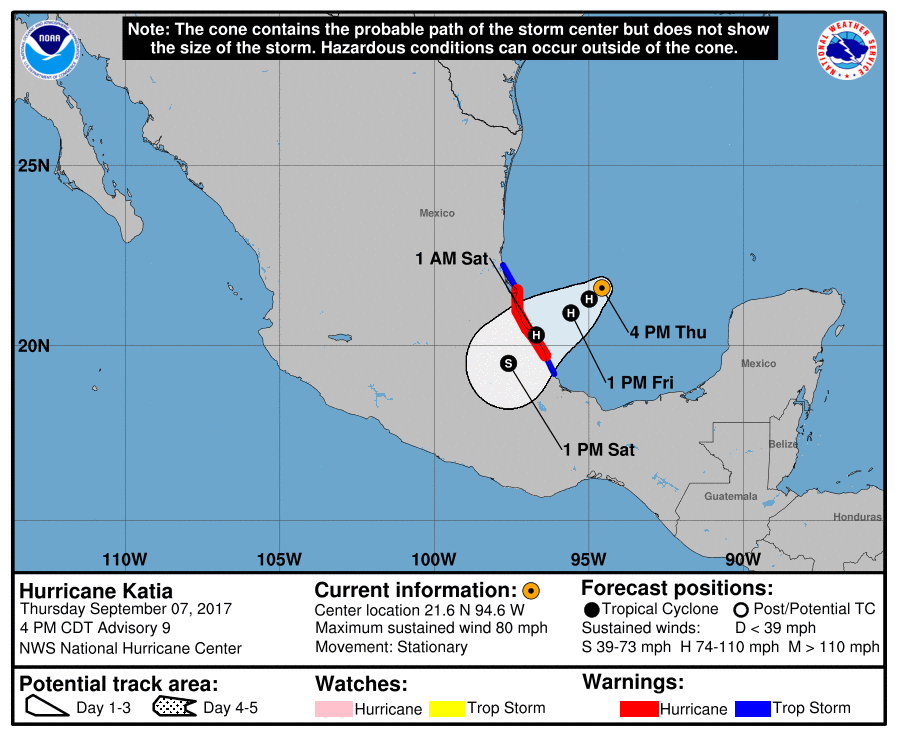 Note: The cone contains the probable path of the storm center but does not show
the size of the storm. Hazardous conditions can occur outside of the cone.
NOAA
NATIONAL WEATHER SERVICE
25N
Mexico
1 AM Sat
H
H
4 PM Thu
20N
H
Mexico
S
1 PM Fri
1 PM Sat
Belize
Guatemala
Honduras
110W
105W
100W
95W
90W
Hurricane Katia
Thursday September 07, 2017
4 PM CDT Advisory 9
NWS National Hurricane Center
Current information:
Center location 21.6 N 94.6 W
Maximum sustained wind 80 mph
Movement: Stationary
Forecast positions:
Tropical Cyclone Post/Potential TC
Sustained winds: D < 39 mph
S 39-73 mph H 74-110 mph M > 110 mph
Potential track area:
Day 1-3 Day 4-5
Watches:
Hurricane Trop Storm
Warnings:
Hurricane Trop Storm